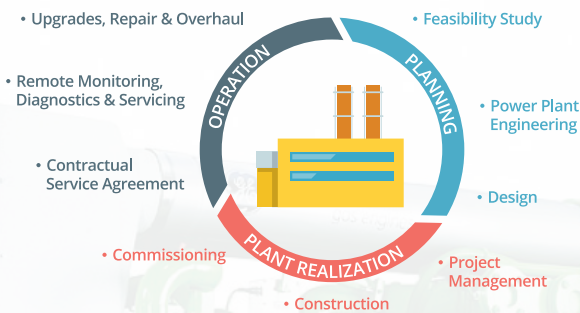 • Upgrades, Repair & Overhaul
• Feasibility Study
OPERATION
PLANNING
• Remote Monitoring,
Diagnostics & Servicing
• Power Plant
Engineering
• Contractual
Service Agreement
• Design
PLANT REALIZATION
• Commissioning
• Project
Management
• Construction